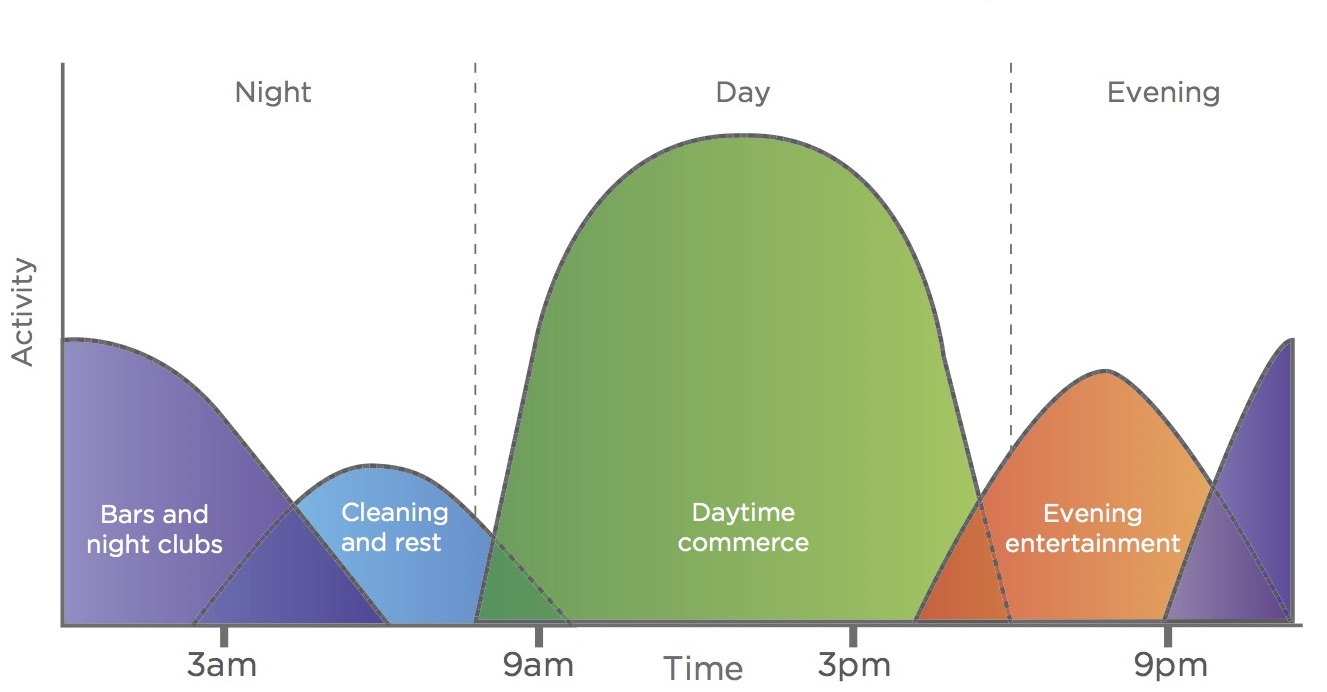 Night
Day
Evening
Activity
Bars and
night clubs
Cleaning
and rest
Daytime
commerce
Evening
entertainment
3am
9am
Time
3pm
9pm